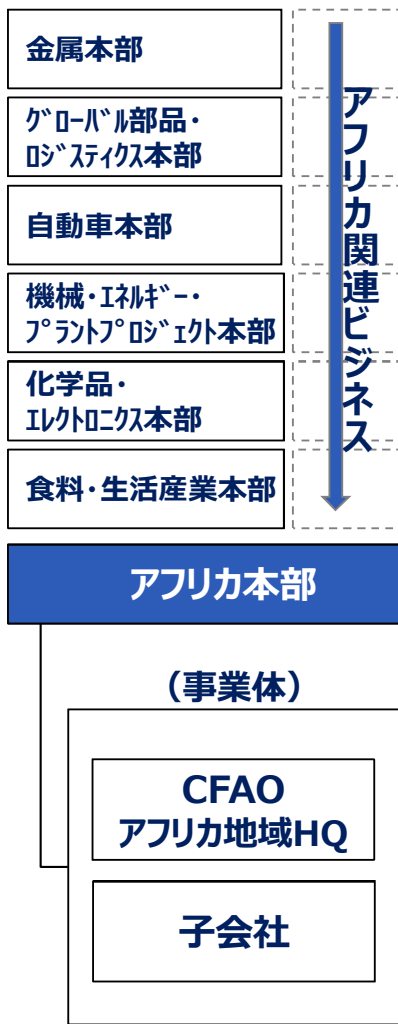 金属本部
ｸﾞﾛｰﾊﾞﾙ部品・
ﾛｼﾞｽﾃｨｸｽ本部
自動車本部
機械・ｴﾈﾙｷﾞｰ・
ﾌﾟﾗﾝﾄﾌﾟﾛｼﾞｪｸﾄ本部
化学品・
ｴﾚｸﾄﾛﾆｸｽ本部
食料・生活産業本部
アフリカ関連ビジネス
アフリカ本部
（事業体）
CFAO
アフリカ地域HQ
子会社